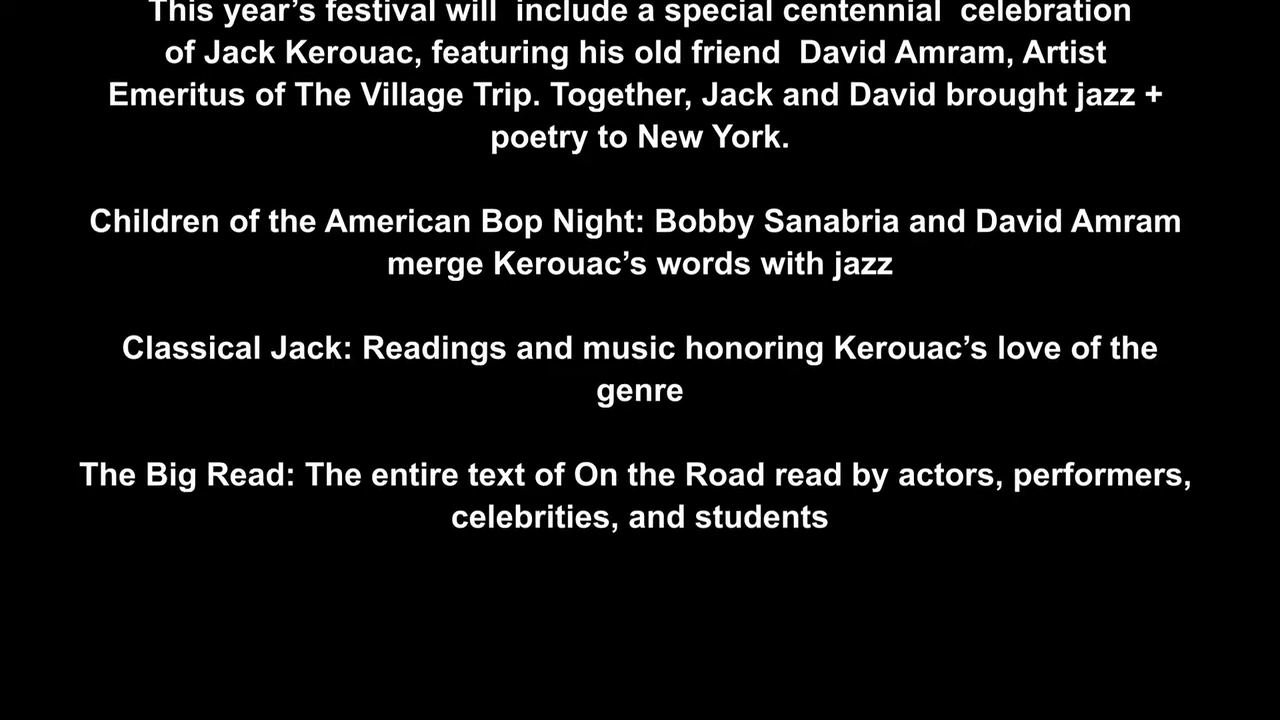 This year’s festival will  include a special centennial  celebration
of Jack Kerouac, featuring his old friend  David Amram, Artist
Emeritus of The Village Trip. Together, Jack and David brought jazz +
poetry to New York.
Children of the American Bop Night: Bobby Sanabria and David Amram
merge Kerouac’s words with jazz
Classical Jack: Readings and music honoring Kerouac’s love of the
genre
The Big Read: The entire text of On the Road read by actors, performers,
celebrities, and students